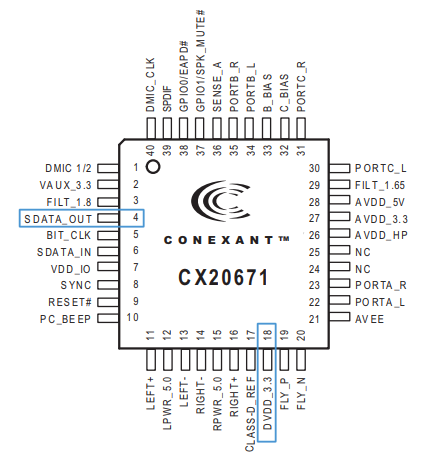 DMIC_CLK
SPDIF
GPIO0/EAPD#
GPIO1/SPK_MUTE#
SENSE_A
PORTB_R
PORTB_L
B_BIAS
C_BIAS
PORTC_R
40 39 38 37 36 35 34 33 32 31
DMIC 1/2 1
VAUX_3.3 2
FILT_1.8 3
SDATA_OUT 4
BIT_CLK 5
SDATA_IN 6
VDD_IO 7
SYNC 8
RESET# 9
PC_BEEP 10
CONEXANT™
CX20671
30 PORTC_L
29 FILT_1.65
28 AVDD_5V
27 AVDD_3.3
26 AVDD_HP
25 NC
24 NC
23 PORTA_R
22 PORTA_L
21 AVEE
11 12 13 14 15 16 17 18 19 20
LEFT+
LPWR_5.0
LEFT-
RIGHT-
RPWR_5.0
RIGHT+
CLASS-D_REF
DVDD_3.3
FLY_P
FLY_N